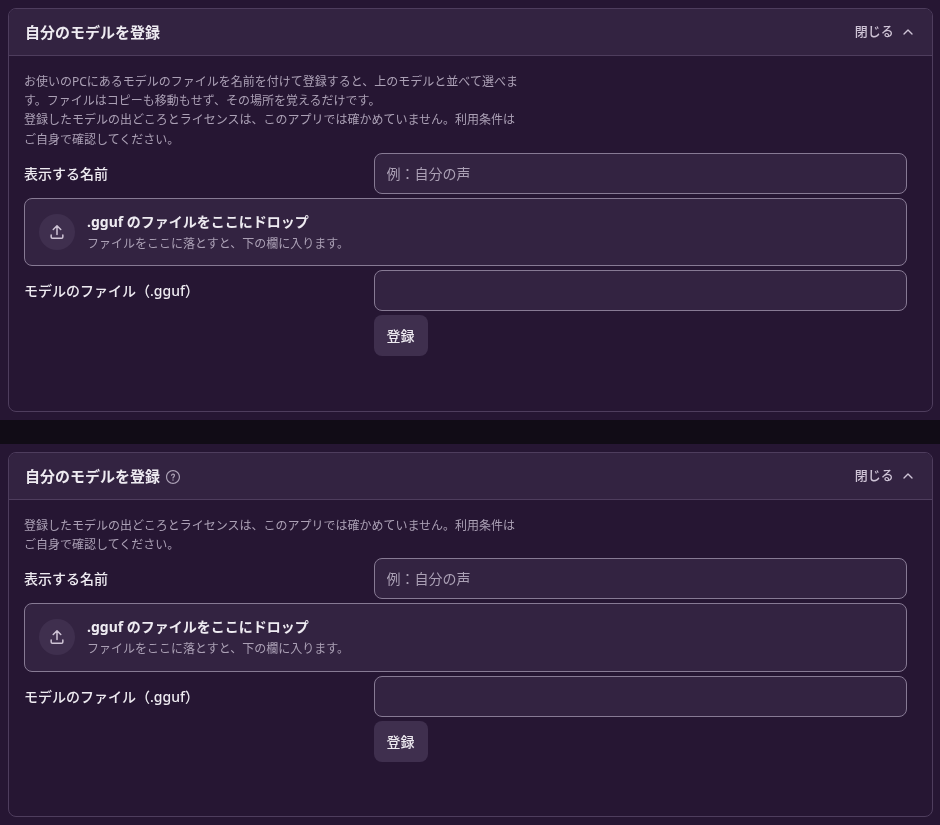 自分のモデルを登録
閉じる
お使いのPCにあるモデルのファイルを名前を付けて登録すると、上のモデルと並べて選べま
す。ファイルはコピーも移動もせず、その場所を覚えるだけです。
登録したモデルの出どころとライセンスは、このアプリでは確かめていません。利用条件は
ご自身で確認してください。
表示する名前
例：自分の声
.gguf のファイルをここにドロップ
ファイルをここに落とすと、下の欄に入ります。
モデルのファイル（.gguf）
登録
自分のモデルを登録 ?
閉じる
登録したモデルの出どころとライセンスは、このアプリでは確かめていません。利用条件は
ご自身で確認してください。
表示する名前
例：自分の声
.gguf のファイルをここにドロップ
ファイルをここに落とすと、下の欄に入ります。
モデルのファイル（.gguf）
登録